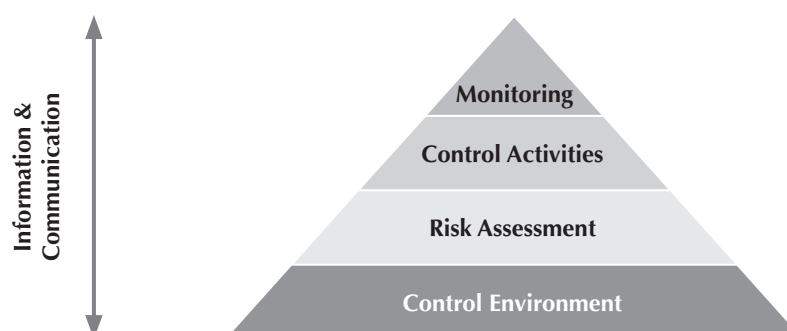 Information &
Communication
Monitoring
Control Activities
Risk Assessment
Control Environment